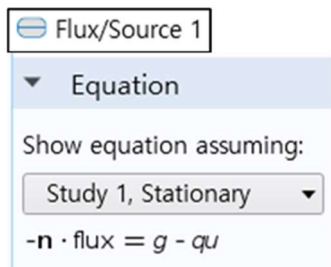 Flux/Source 1
Equation
Show equation assuming:
Study 1, Stationary
-n · flux = g - qu